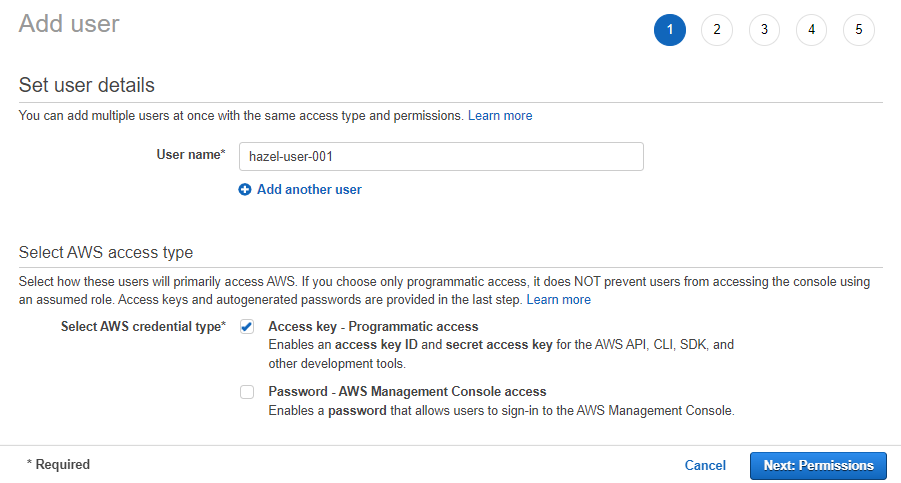 Add user
1 2 3 4 5
Set user details
You can add multiple users at once with the same access type and permissions. Learn more
User name* hazel-user-001
Add another user
Select AWS access type
Select how these users will primarily access AWS. If you choose only programmatic access, it does NOT prevent users from accessing the console using
an assumed role. Access keys and autogenerated passwords are provided in the last step. Learn more
Select AWS credential type* Access key - Programmatic access
Enables an access key ID and secret access key for the AWS API, CLI, SDK, and
other development tools.
Password - AWS Management Console access
Enables a password that allows users to sign-in to the AWS Management Console.
* Required Cancel Next: Permissions